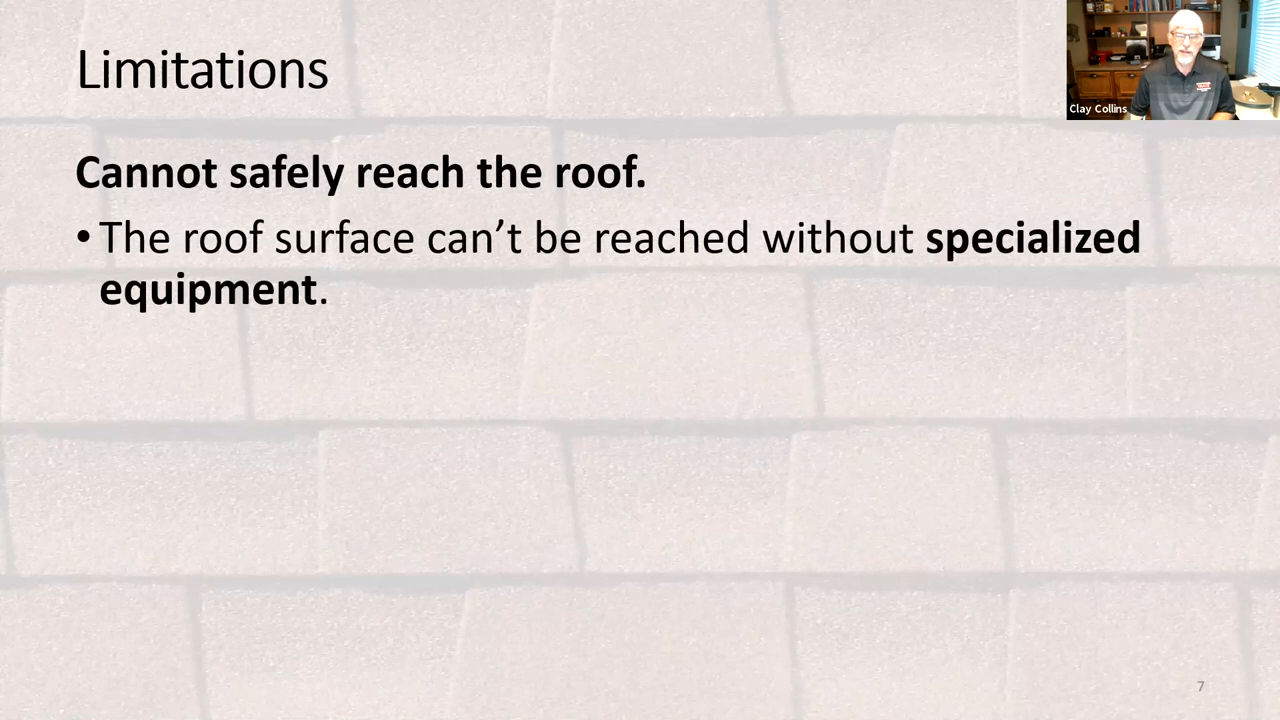 Limitations
Clay Collins
Cannot safely reach the roof.
• The roof surface can’t be reached without specialized
equipment.
7